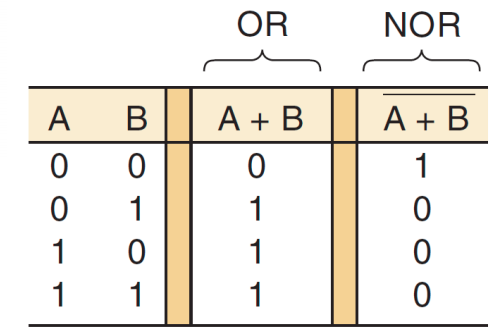 OR NOR
A B A + B A̅ ̅+̅ ̅B̅
0 0 0 1
0 1 1 0
1 0 1 0
1 1 1 0